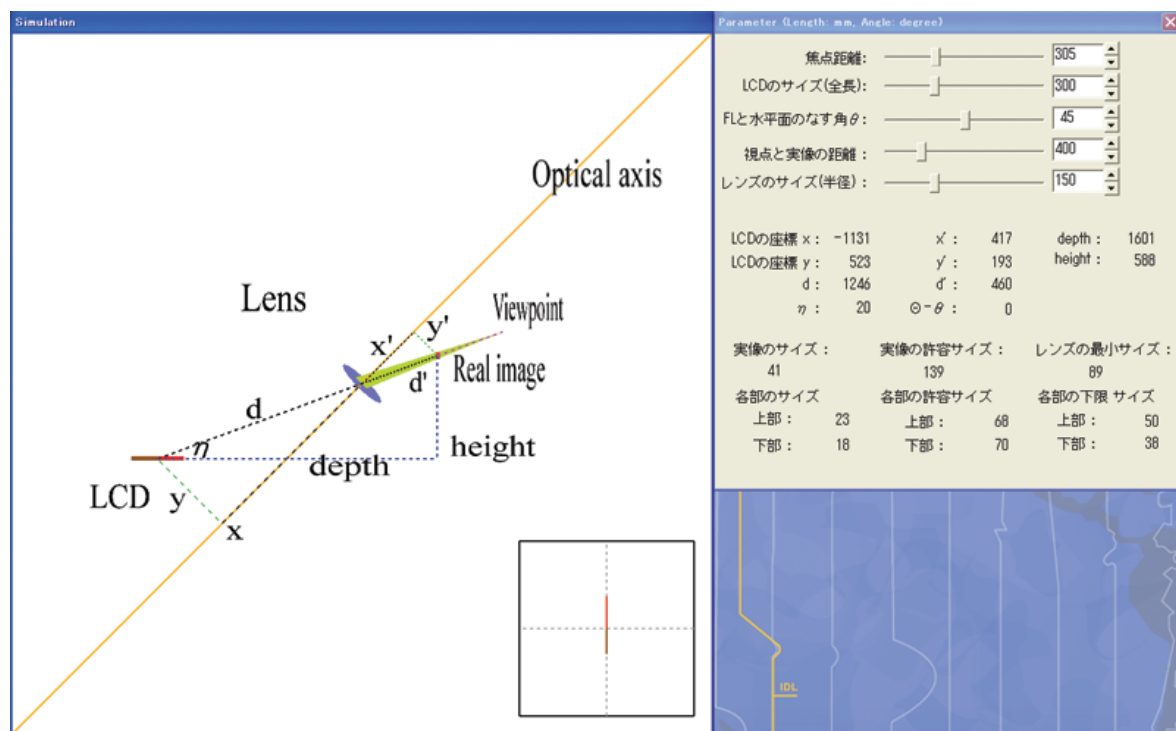 Simulation
Optical axis
Lens
Viewpoint
y'
x'
Real image
d'
d
η
height
depth
LCD
y
x
Parameter (Length: mm, Angle: degree)
焦点距離: 305
LCDのサイズ(全長): 300
FLと水平面のなす角θ: 45
視点と実像の距離: 400
レンズのサイズ(半径): 150
LCDの座標 x: -1131 x': 417 depth: 1601
LCDの座標 y: 523 y': 193 height: 588
d: 1246 d': 460
η: 20 Θ-θ: 0
実像のサイズ: 実像の許容サイズ: レンズの最小サイズ:
41 139 89
各部のサイズ 各部の許容サイズ 各部の下限 サイズ
上部: 23 上部: 68 上部: 50
下部: 18 下部: 70 下部: 38
IDL